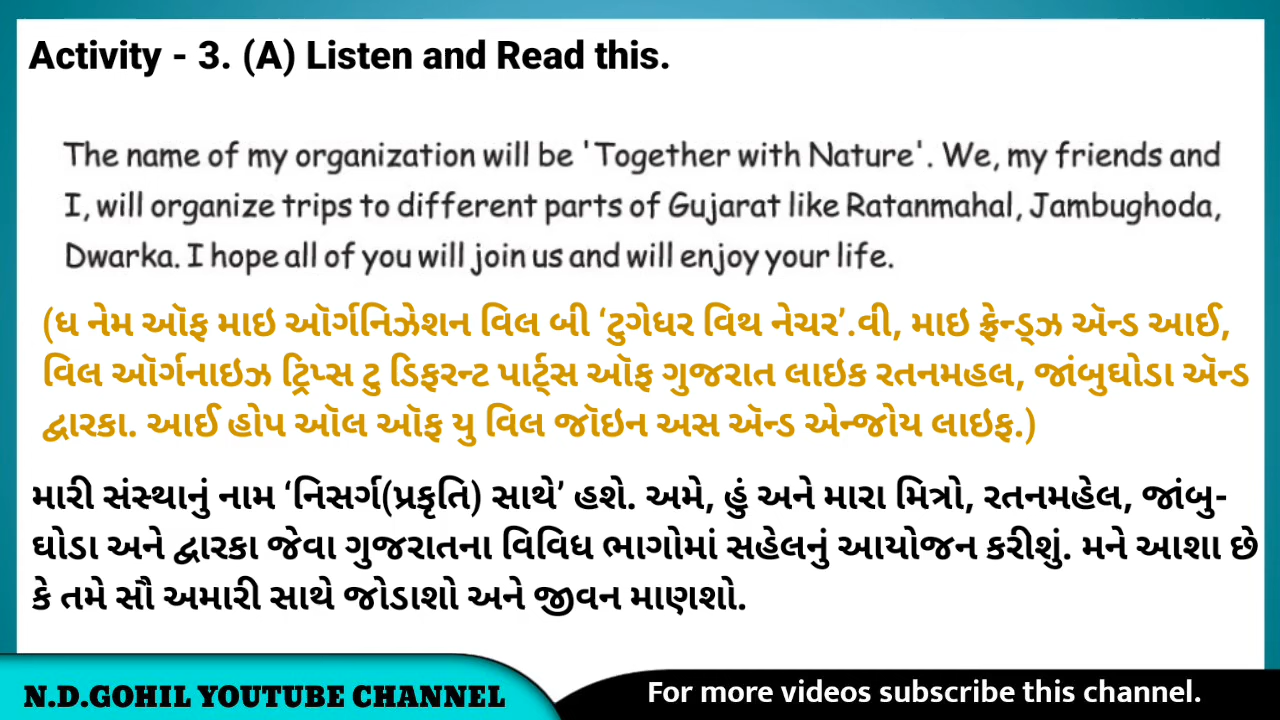 Activity - 3. (A) Listen and Read this.
The name of my organization will be 'Together with Nature'. We, my friends and
I, will organize trips to different parts of Gujarat like Ratanmahal, Jambughoda,
Dwarka. I hope all of you will join us and will enjoy your life.
(ધ નેમ ઑફ માઇ ઑર્ગનિઝેશન વિલ બી ‘ટુગેધર વિથ નેચર’.વી, માઇ ફ્રેન્ડ્ઝ ઍન્ડ આઈ,
વિલ ઑર્ગનાઇઝ ટ્રિપ્સ ટુ ડિફરન્ટ પાર્ટ્સ ઑફ ગુજરાત લાઇક રતનમહલ, જાંબુઘોડા ઍન્ડ
દ્વારકા. આઈ હોપ ઑલ ઑફ યુ વિલ જૉઇન અસ ઍન્ડ એન્જોય લાઇફ.)
મારી સંસ્થાનું નામ ‘નિસર્ગ(પ્રકૃતિ) સાથે’ હશે. અમે, હું અને મારા મિત્રો, રતનમહેલ, જાંબુ-
ઘોડા અને દ્વારકા જેવા ગુજરાતના વિવિધ ભાગોમાં સહેલનું આયોજન કરીશું. મને આશા છે
કે તમે સૌ અમારી સાથે જોડાશો અને જીવન માણશો.
N.D.GOHIL YOUTUBE CHANNEL
For more videos subscribe this channel.